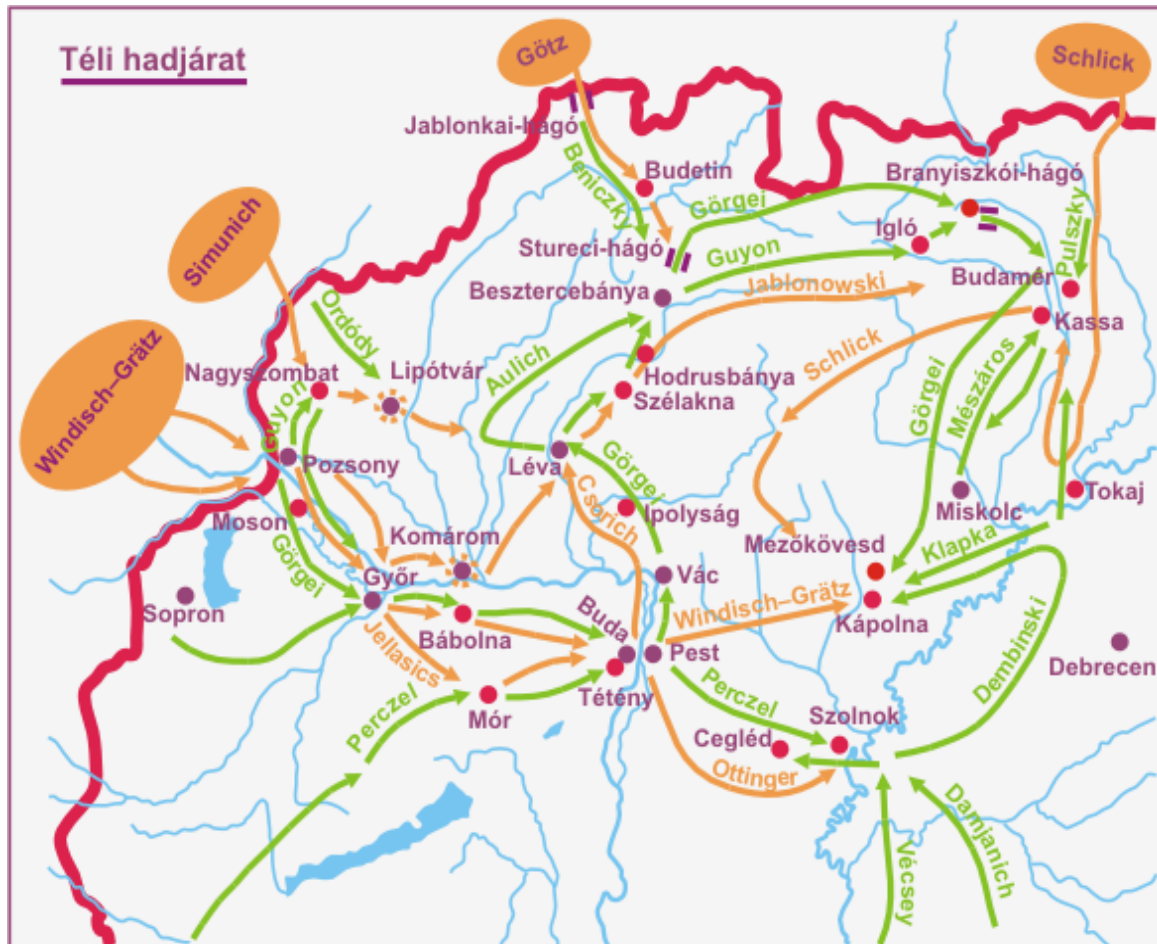 Téli hadjárat
Götz
Schlick
Jablonkai-hágó
Beniczky
Budetin
Branyiszkói-hágó
Görgei
Igló
Pulszky
Simunich
Stureci-hágó
Guyon
Budamér
Besztercebánya
Jablonowski
Kassa
Ordódy
Windisch–Grätz
Nagyszombat
Lipótvár
Aulich
Hodrusbánya
Schlick
Szélakna
Guyon
Görgei
Mészáros
Pozsony
Léva
Görgei
Csorich
Ipolyság
Miskolc
Tokaj
Moson
Komárom
Mezőkövesd
Klapka
Görgei
Győr
Vác
Sopron
Windisch–Grätz
Kápolna
Bábolna
Buda
Pest
Debrecen
Jellasics
Dembinski
Perczel
Mór
Tétény
Perczel
Szolnok
Cegléd
Ottinger
Vécsey
Damjanich